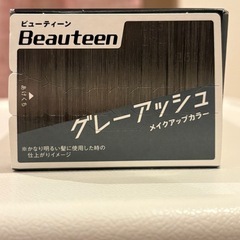 ビューティーン
Beauteen
あけくち
グレーアッシュ
メイクアップカラー
※かなり明るい髪に使用した時の
仕上がりイメージ